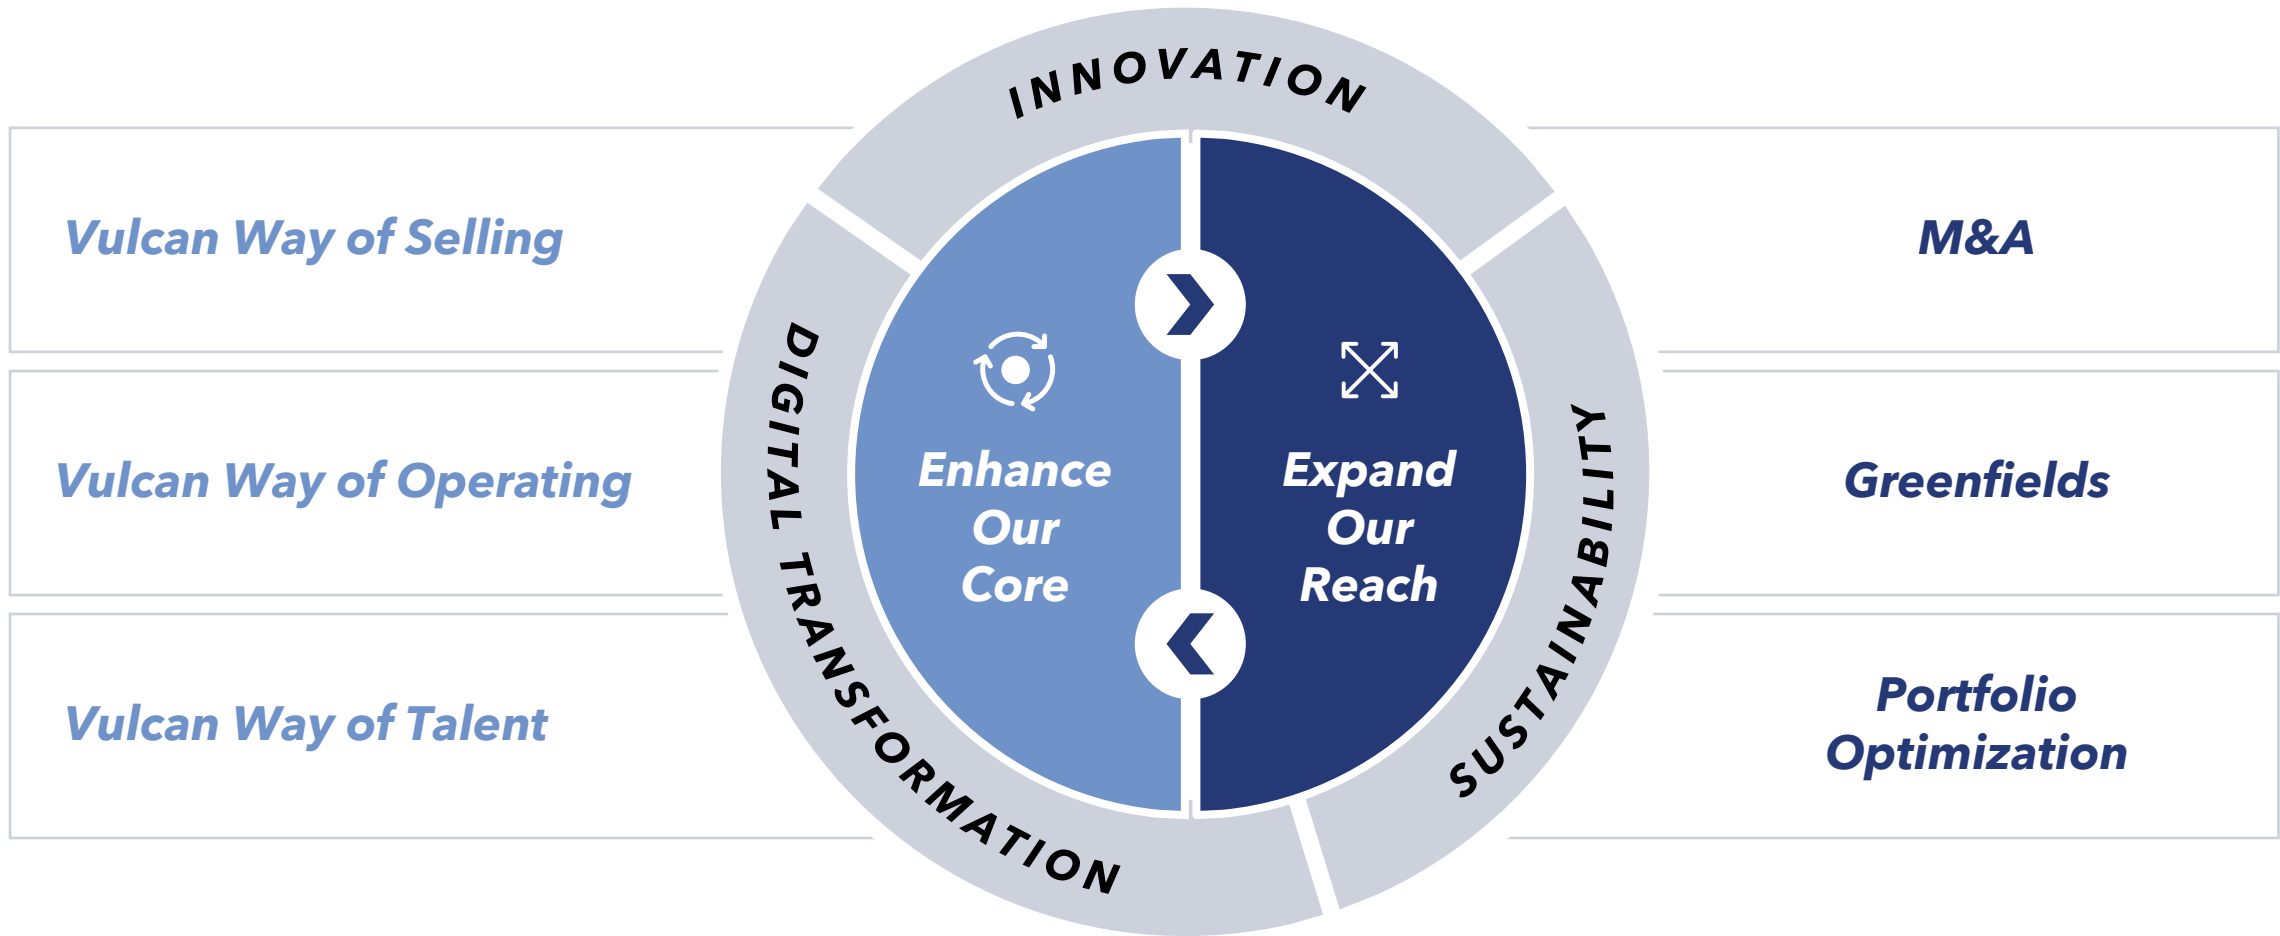 INNOVATION
Vulcan Way of Selling
Vulcan Way of Operating
Vulcan Way of Talent
DIGITAL TRANSFORMATION
Enhance
Our
Core
Expand
Our
Reach
SUSTAINABILITY
M&A
Greenfields
Portfolio
Optimization